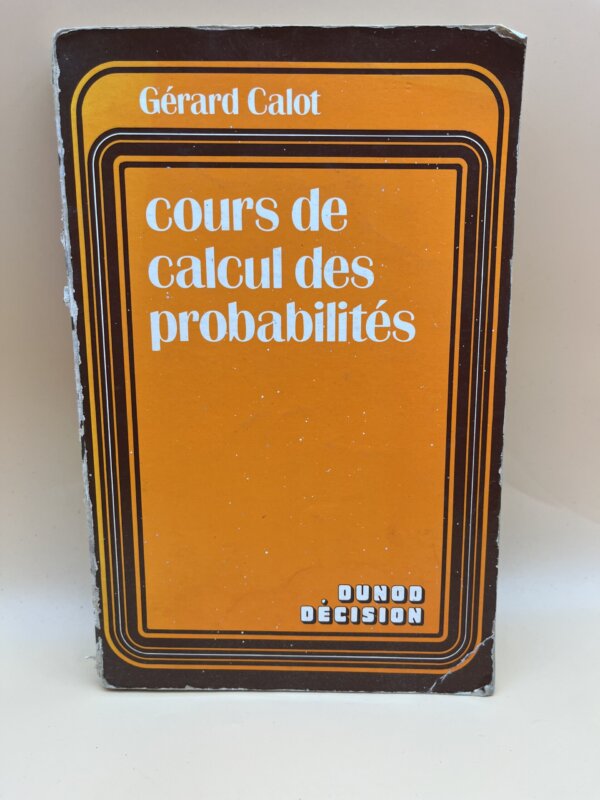 Gérard Calot
cours de
calcul des
probabilités
DUNOD
DÉCISION